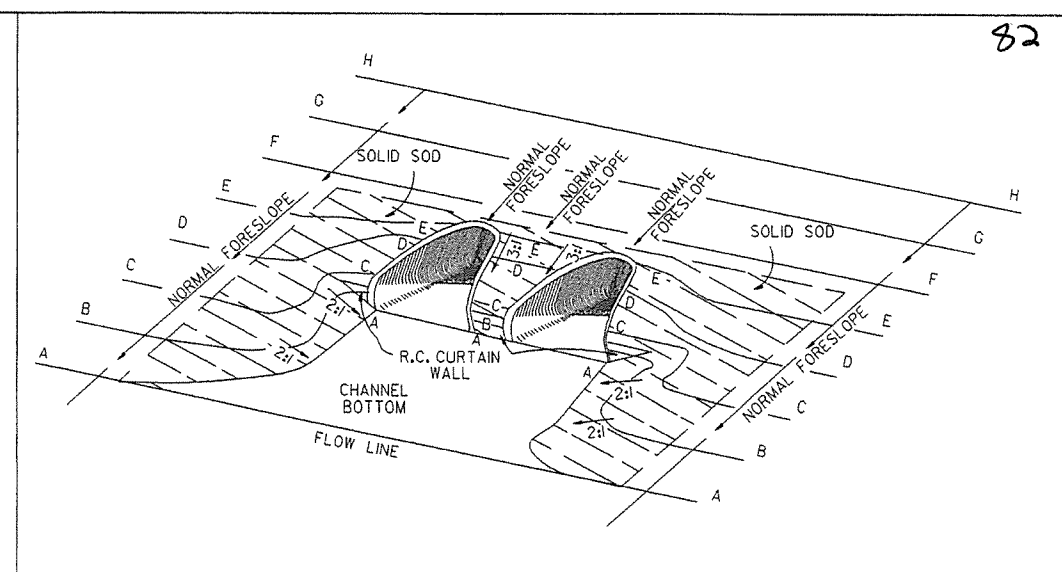 82
H
G
F
SOLID SOD
E
D
C
B
A
NORMAL FORESLOPE
NORMAL
FORESLOPE
NORMAL
FORESLOPE
NORMAL
FORESLOPE
H
G
F
E
D
C
B
A
SOLID SOD
NORMAL FORESLOPE
E
D
C
A
3:1
E
D
C
B
A
3:1
E
D
C
A
2:1
2:1
R.C. CURTAIN
WALL
CHANNEL
BOTTOM
FLOW LINE
2:1
2:1